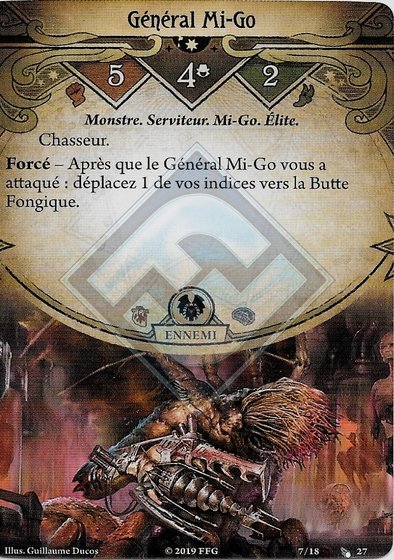 Général Mi-Go
5 4 2
Monstre. Serviteur. Mi-Go. Élite.
Chasseur.
Forcé – Après que le Général Mi-Go vous a
attaqué : déplacez 1 de vos indices vers la Butte
Fongique.
ENNEMI
Illus. Guillaume Ducos © 2019 FFG 7/18 27